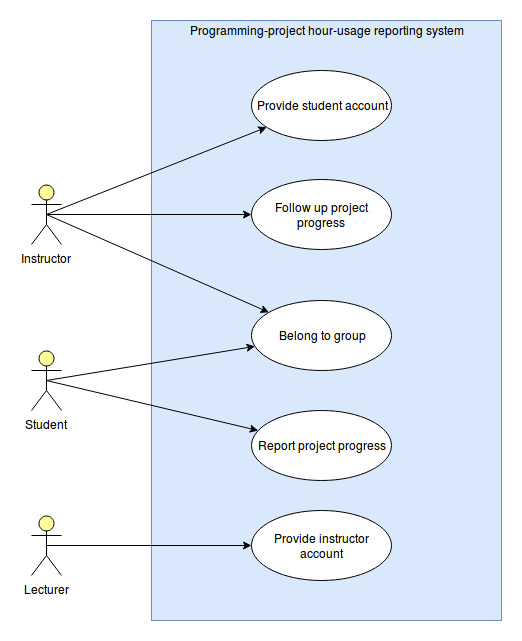 Programming-project hour-usage reporting system
Provide student account
Follow up project
progress
Instructor
Belong to group
Student
Report project progress
Provide instructor
account
Lecturer